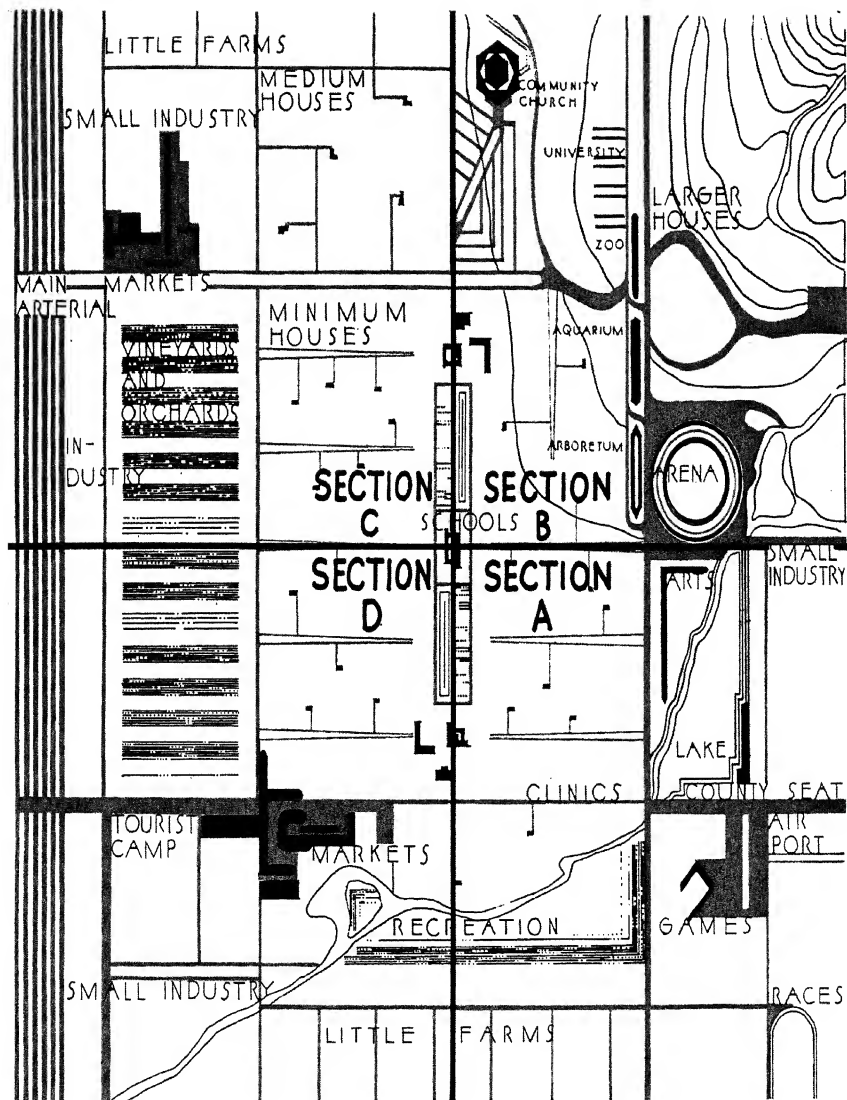 LITTLE FARMS
MEDIUM
HOUSES
COMMUNITY
CHURCH
SMALL INDUSTRY
UNIVERSITY
LARGER
HOUSES
ZOO
MAIN
ARTERIAL
MARKETS
MINIMUM
HOUSES
AQUARIUM
VINEYARDS
AND
ORCHARDS
IN-
DUSTRY
ARBORETUM
ARENA
SECTION
C
SECTION
B
SCHOOLS
SECTION
D
SECTION
A
ARTS
SMALL
INDUSTRY
LAKE
CLINICS
COUNTY SEAT
TOURIST
CAMP
MARKETS
AIR
PORT
RECREATION
GAMES
SMALL INDUSTRY
RACES
LITTLE FARMS